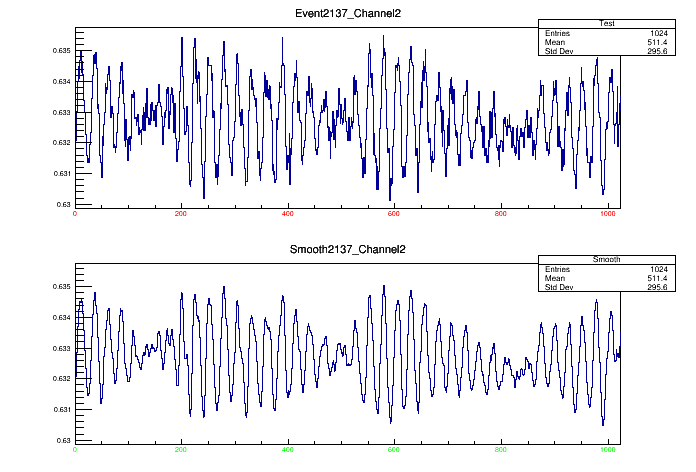 Event2137_Channel2
Test
Entries 1024
Mean 511.4
Std Dev 295.6
0.635
0.634
0.633
0.632
0.631
0.63
0 200 400 600 800 1000
Smooth2137_Channel2
Smooth
Entries 1024
Mean 511.4
Std Dev 295.6
0.635
0.634
0.633
0.632
0.631
0.63
0 200 400 600 800 1000